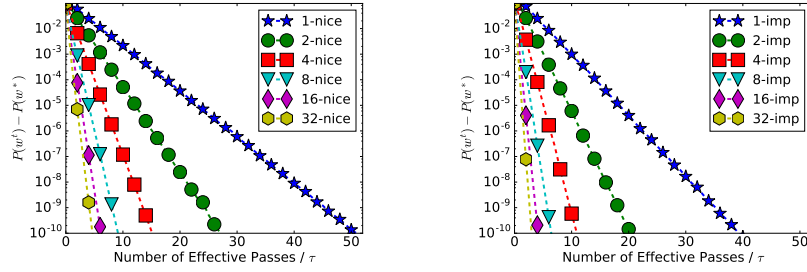 10^{-2}
10^{-3}
10^{-4}
10^{-5}
10^{-6}
10^{-7}
10^{-8}
10^{-9}
10^{-10}
P(w^t) − P(w^*)
0 10 20 30 40 50
Number of Effective Passes / τ
1-nice
2-nice
4-nice
8-nice
16-nice
32-nice
10^{-2}
10^{-3}
10^{-4}
10^{-5}
10^{-6}
10^{-7}
10^{-8}
10^{-9}
10^{-10}
P(w^t) − P(w^*)
0 10 20 30 40 50
Number of Effective Passes / τ
1-imp
2-imp
4-imp
8-imp
16-imp
32-imp